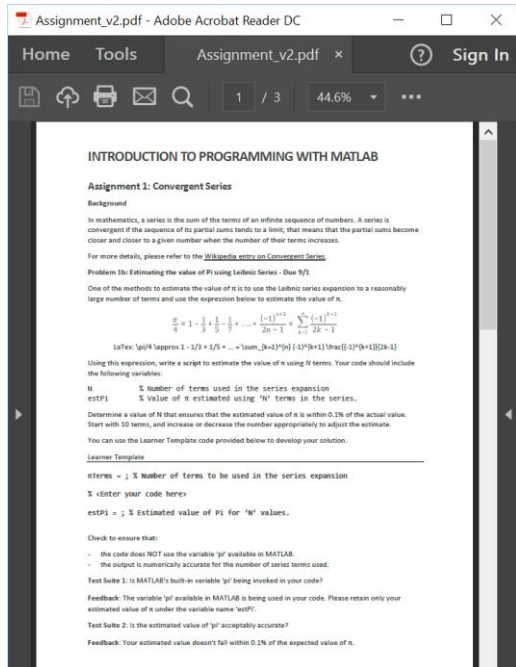 Assignment_v2.pdf - Adobe Acrobat Reader DC
Home Tools Assignment_v2.pdf × ? Sign In
1 / 3 44.6%
INTRODUCTION TO PROGRAMMING WITH MATLAB
Assignment 1: Convergent Series
Background
In mathematics, a series is the sum of the terms of an infinite sequence of numbers. A series is
convergent if the sequence of its partial sums tends to a limit; that means that the partial sums become
closer and closer to a given number when the number of their terms increases.
For more details, please refer to the Wikipedia entry on Convergent Series.
Problem 1b: Estimating the value of Pi using Leibniz Series - Due 9/1
One of the methods to estimate the value of π is to use the Leibniz series expansion to a reasonably
large number of terms and use the expression below to estimate the value of π.
π/4 ≈ 1 - 1/3 + 1/5 - 1/7 + ...+ (-1)^(n+1)/(2n - 1) = ∑_(k=1)^n (-1)^(k+1)/(2k - 1)
LaTex: \pi/4 \approx 1 - 1/3 + 1/5 + ... = \sum_{k=1}^{n} (-1)^{k+1} \frac{(-1)^{k+1}}{2k-1}
Using this expression, write a script to estimate the value of π using N terms. Your code should include
the following variables:
N % Number of terms used in the series expansion
estPi % Value of π estimated using 'N' terms in the series.
Determine a value of N that ensures that the estimated value of π is within 0.1% of the actual value.
Start with 10 terms, and increase or decrease the number appropriately to adjust the estimate.
You can use the Learner Template code provided below to develop your solution.
Learner Template
nTerms = ; % Number of terms to be used in the series expansion
% <Enter your code here>
estPi = ; % Estimated value of Pi for 'N' values.
Check to ensure that:
- the code does NOT use the variable 'pi' available in MATLAB.
- the output is numerically accurate for the number of series terms used.
Test Suite 1: Is MATLAB's built-in variable 'pi' being invoked in your code?
Feedback: The variable 'pi' available in MATLAB is being used in your code. Please retain only your
estimated value of π under the variable name 'estPi'.
Test Suite 2: Is the estimated value of 'pi' acceptably accurate?
Feedback: Your estimated value doesn't fall within 0.1% of the expected value of π.